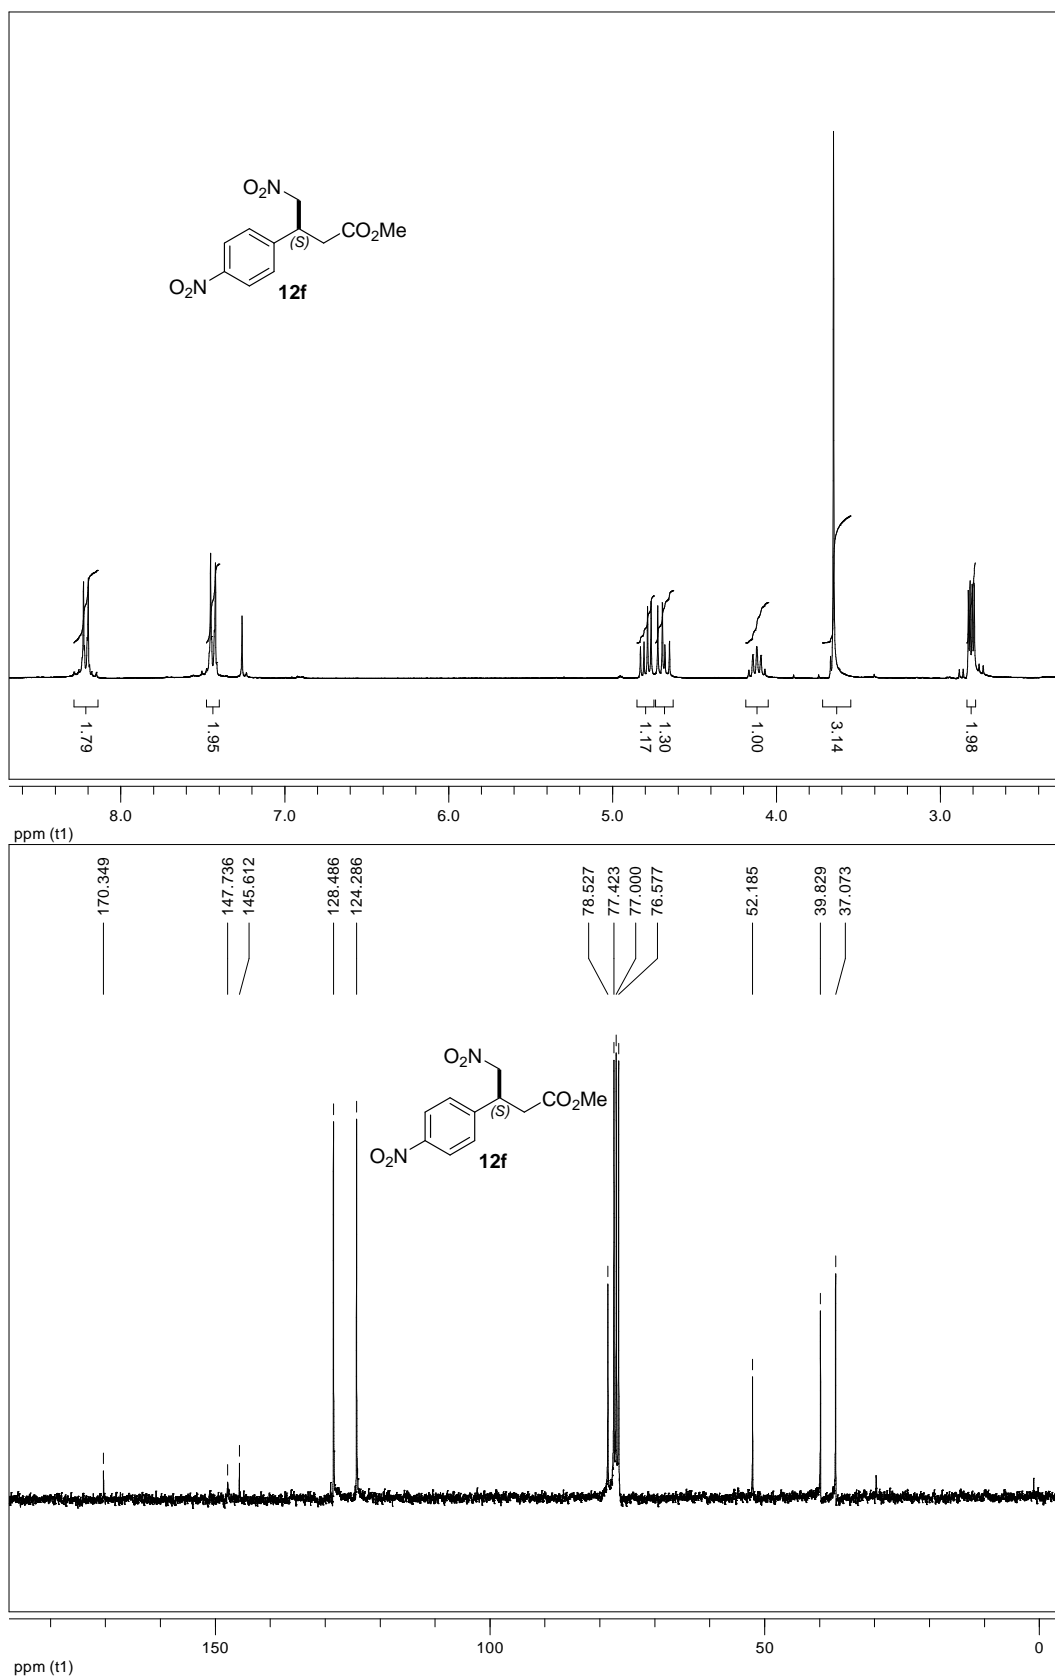 O₂N
CO₂Me
(S)
O₂N
12f
1.79
1.95
1.17
1.30
1.00
3.14
1.98
8.0 7.0 6.0 5.0 4.0 3.0
ppm (t1)
170.349
147.736
145.612
128.486
124.286
78.527
77.423
77.000
76.577
52.185
39.829
37.073
O₂N
CO₂Me
(S)
O₂N
12f
150 100 50 0
ppm (t1)